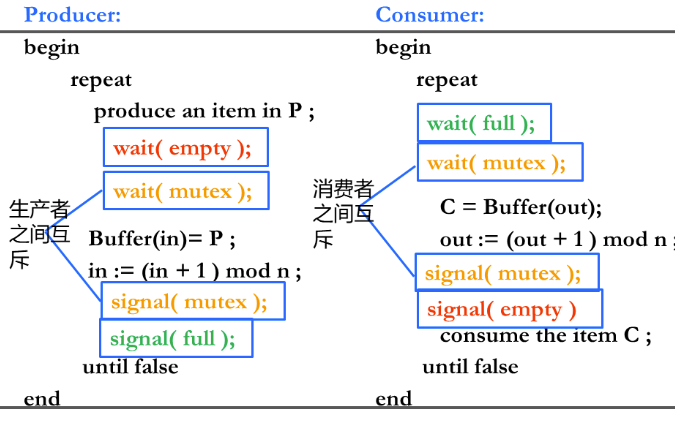 Producer:
begin
repeat
produce an item in P ;
wait( empty );
wait( mutex );
生产者
之间互
斥
Buffer(in)= P ;
in := (in + 1 ) mod n ;
signal( mutex );
signal( full );
until false
end
Consumer:
begin
repeat
wait( full );
wait( mutex );
消费者
之间互
斥
C = Buffer(out);
out := (out + 1 ) mod n ;
signal( mutex );
signal( empty )
consume the item C ;
until false
end